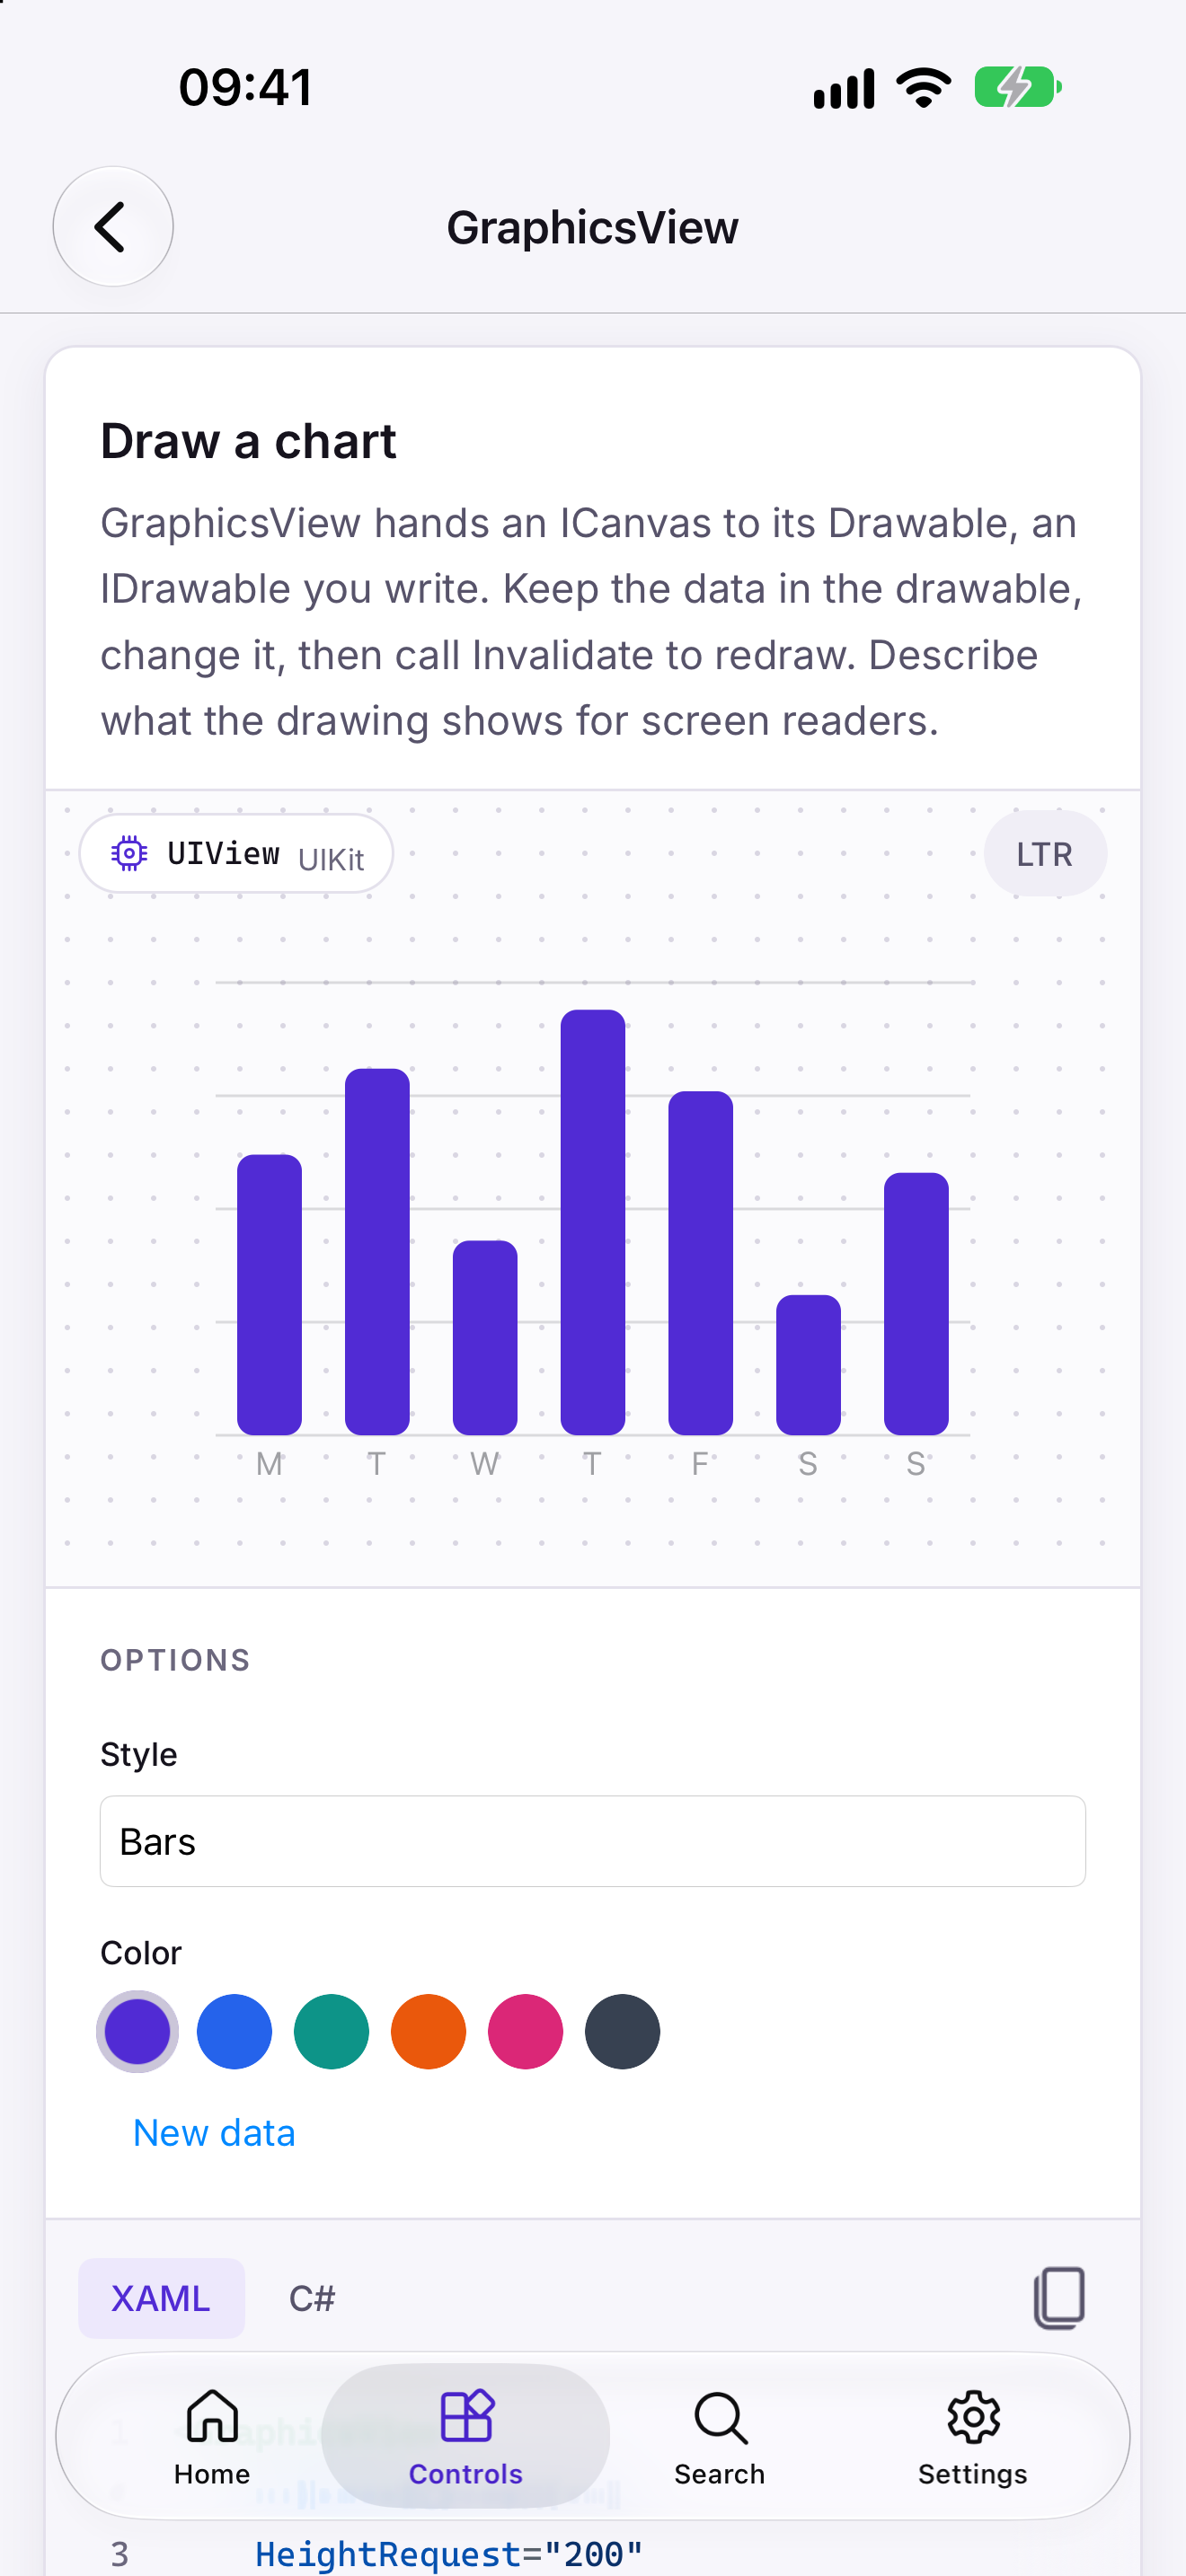 09:41
GraphicsView
Draw a chart
GraphicsView hands an ICanvas to its Drawable, an
IDrawable you write. Keep the data in the drawable,
change it, then call Invalidate to redraw. Describe
what the drawing shows for screen readers.
UIView UIKit
LTR
M T W T F S S
OPTIONS
Style
Bars
Color
New data
XAML C#
Home Controls Search Settings
3 HeightRequest="200"